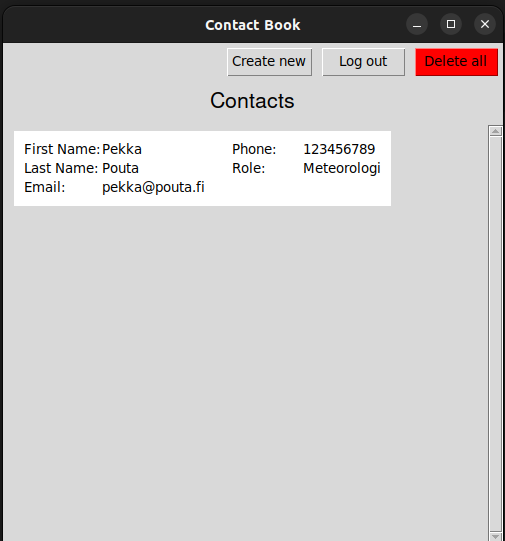 Contact Book
Create new Log out Delete all
Contacts
First Name: Pekka Phone: 123456789
Last Name: Pouta Role: Meteorologi
Email: pekka@pouta.fi